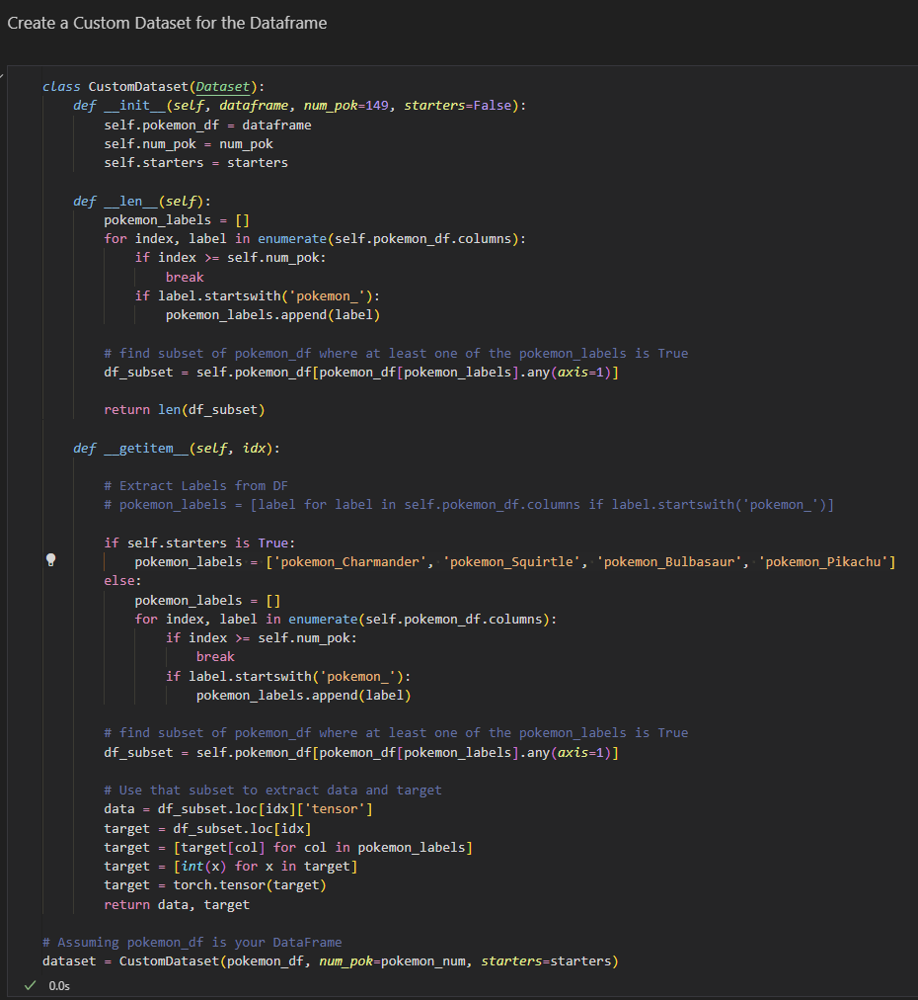 Create a Custom Dataset for the Dataframe
class CustomDataset(Dataset):
    def __init__(self, dataframe, num_pok=149, starters=False):
        self.pokemon_df = dataframe
        self.num_pok = num_pok
        self.starters = starters

    def __len__(self):
        pokemon_labels = []
        for index, label in enumerate(self.pokemon_df.columns):
            if index >= self.num_pok:
                break
            if label.startswith('pokemon_'):
                pokemon_labels.append(label)

        # find subset of pokemon_df where at least one of the pokemon_labels is True
        df_subset = self.pokemon_df[pokemon_df[pokemon_labels].any(axis=1)]

        return len(df_subset)

    def __getitem__(self, idx):

        # Extract Labels from DF
        # pokemon_labels = [label for label in self.pokemon_df.columns if label.startswith('pokemon_')]

        if self.starters is True:
            pokemon_labels = ['pokemon_Charmander', 'pokemon_Squirtle', 'pokemon_Bulbasaur', 'pokemon_Pikachu']
        else:
            pokemon_labels = []
            for index, label in enumerate(self.pokemon_df.columns):
                if index >= self.num_pok:
                    break
                if label.startswith('pokemon_'):
                    pokemon_labels.append(label)

        # find subset of pokemon_df where at least one of the pokemon_labels is True
        df_subset = self.pokemon_df[pokemon_df[pokemon_labels].any(axis=1)]

        # Use that subset to extract data and target
        data = df_subset.loc[idx]['tensor']
        target = df_subset.loc[idx]
        target = [target[col] for col in pokemon_labels]
        target = [int(x) for x in target]
        target = torch.tensor(target)
        return data, target

# Assuming pokemon_df is your DataFrame
dataset = CustomDataset(pokemon_df, num_pok=pokemon_num, starters=starters)
0.0s